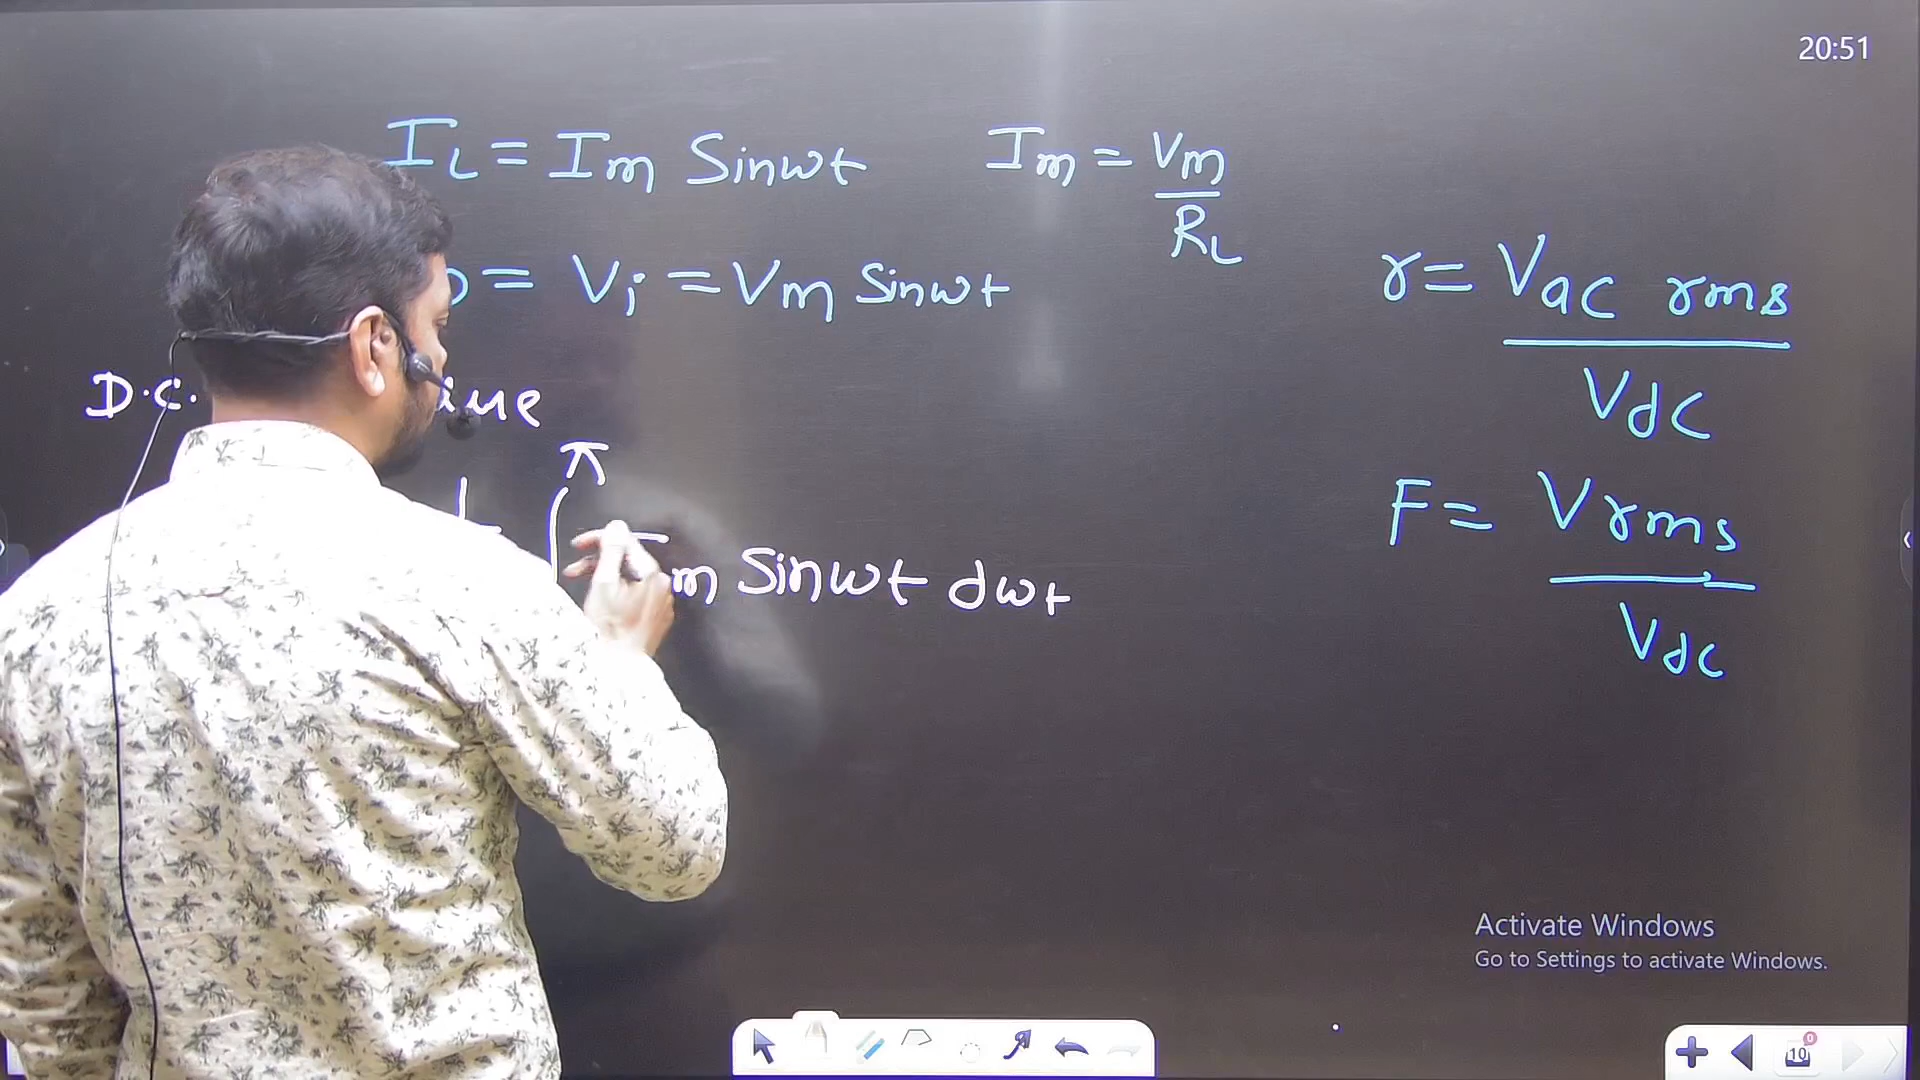 20:51
IL = Im Sinωt Im = Vm/RL
= Vi = Vm Sinωt
r = Vac rms/Vdc
D.C.
π
m Sinωt dωt
F = Vrms/Vdc
Activate Windows
Go to Settings to activate Windows.
10